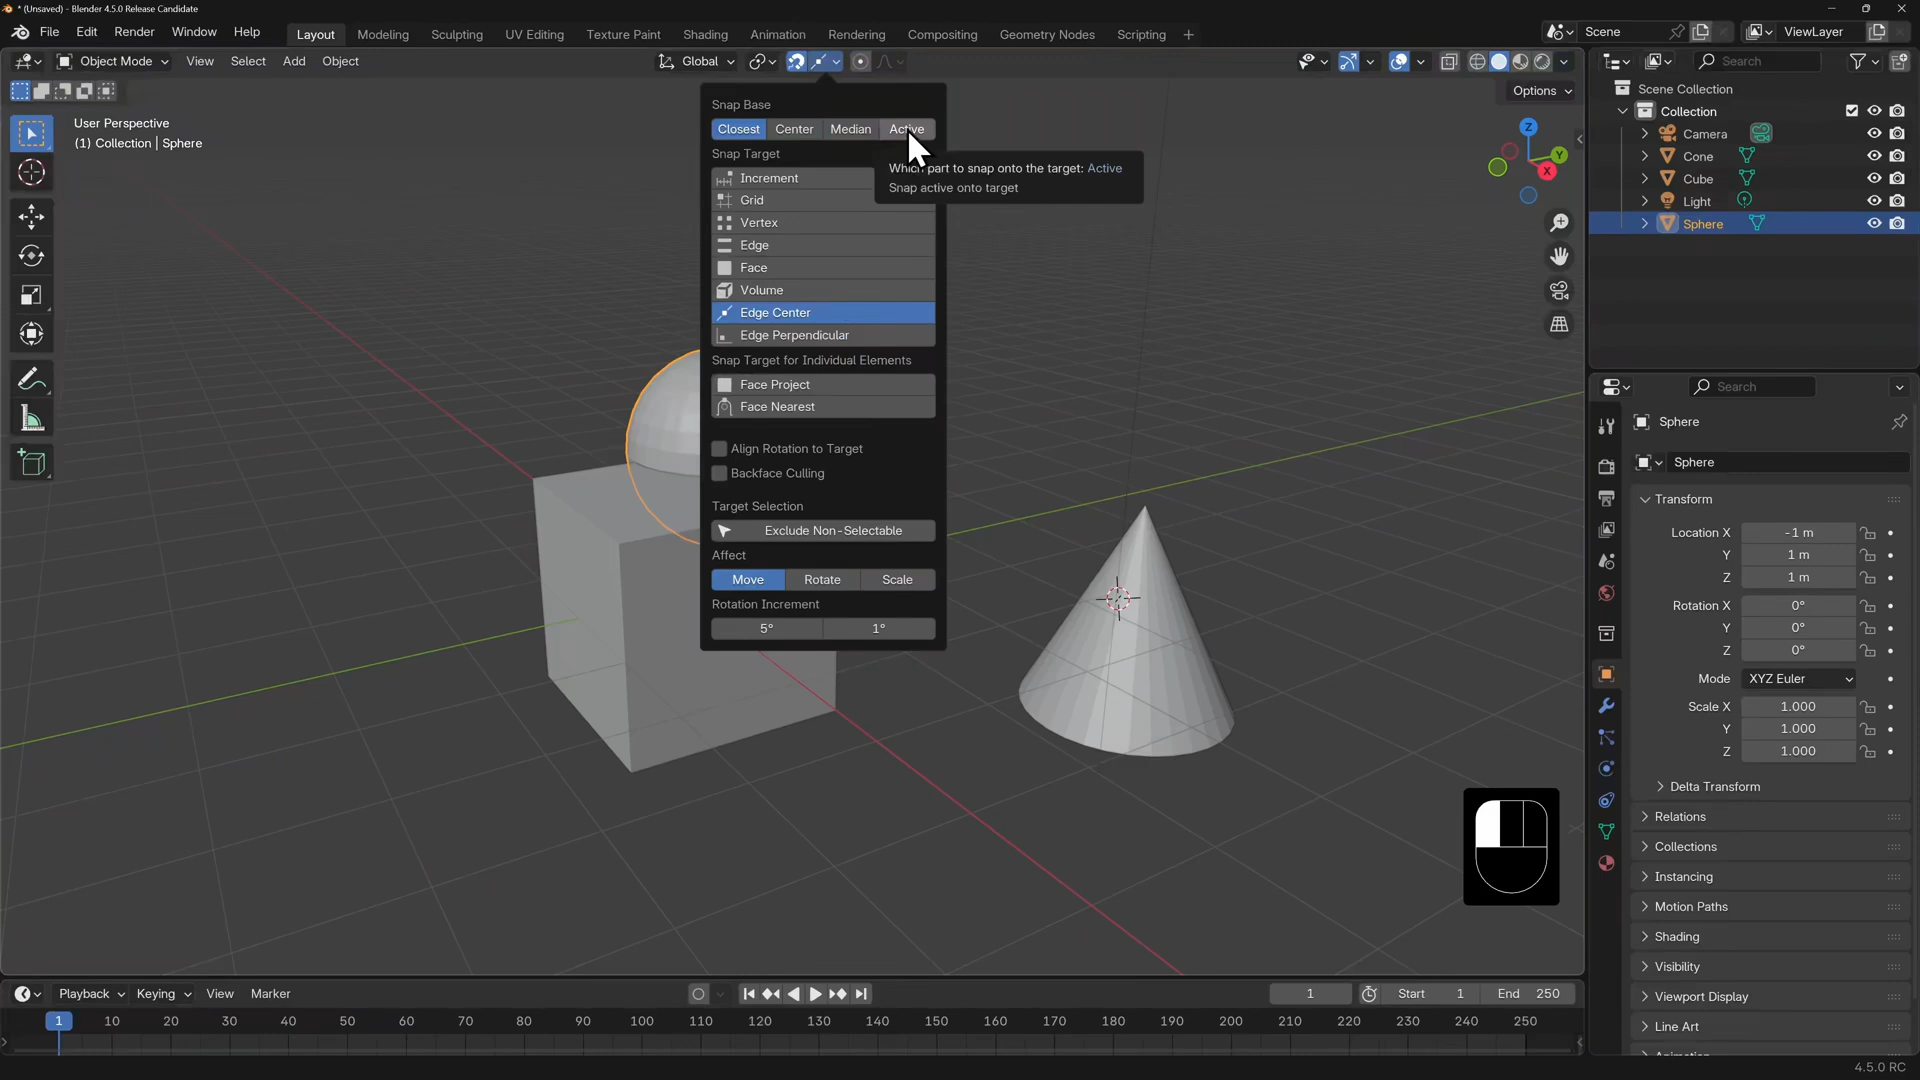 * (Unsaved) - Blender 4.5.0 Release Candidate
File Edit Render Window Help
Layout Modeling Sculpting UV Editing Texture Paint Shading Animation Rendering Compositing Geometry Nodes Scripting +
Scene
ViewLayer
Object Mode View Select Add Object
Global
Search
Options
User Perspective
(1) Collection | Sphere
Z
Y
X
Snap Base
Closest Center Median Active
Snap Target
Which part to snap onto the target: Active
Snap active onto target
Increment
Grid
Vertex
Edge
Face
Volume
Edge Center
Edge Perpendicular
Snap Target for Individual Elements
Face Project
Face Nearest
Align Rotation to Target
Backface Culling
Target Selection
Exclude Non-Selectable
Affect
Move Rotate Scale
Rotation Increment
5° 1°
Scene Collection
Collection
Camera
Cone
Cube
Light
Sphere
Search
Sphere
Sphere
Transform
Location X -1 m
Y 1 m
Z 1 m
Rotation X 0°
Y 0°
Z 0°
Mode XYZ Euler
Scale X 1.000
Y 1.000
Z 1.000
Delta Transform
Relations
Collections
Instancing
Motion Paths
Shading
Visibility
Viewport Display
Line Art
Playback Keying View Marker
1
Start 1
End 250
1 10 20 30 40 50 60 70 80 90 100 110 120 130 140 150 160 170 180 190 200 210 220 230 240 250
4.5.0 RC